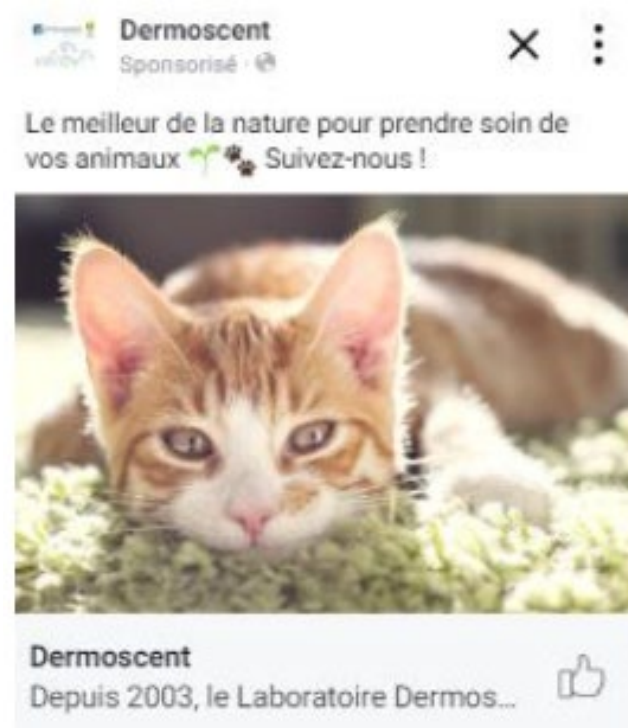 Dermoscent
Sponsorisé ·
Le meilleur de la nature pour prendre soin de
vos animaux 🌱🐾 Suivez-nous !
Dermoscent
Depuis 2003, le Laboratoire Dermos...